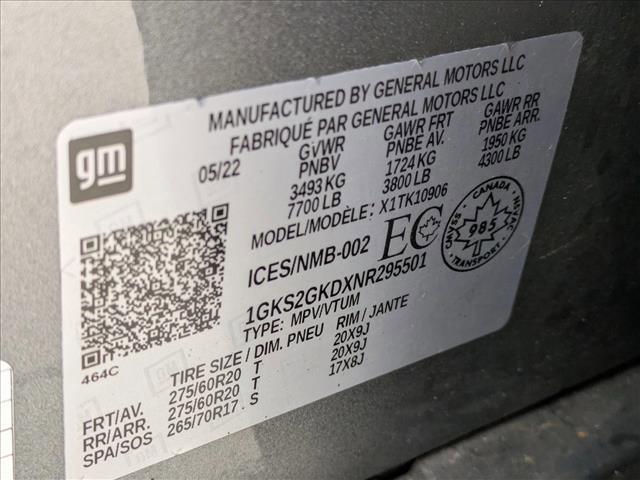 gm
MANUFACTURED BY GENERAL MOTORS LLC
FABRIQUÉ PAR GENERAL MOTORS LLC
05/22 GVWR GAWR FRT GAWR RR
PNBV PNBE AV. PNBE ARR.
3493 KG 1724 KG 1950 KG
7700 LB 3800 LB 4300 LB
MODEL/MODÈLE: X1TK10906
ICES/NMB-002 EC
CANADA
985
TRANSPORT
1GKS2GKDXNR295501
TYPE: MPV/VTUM
464C
TIRE SIZE / DIM. PNEU RIM / JANTE
FRT/AV. 275/60R20 T 20X9J
RR/ARR. 275/60R20 T 20X9J
SPA/SOS 265/70R17 S 17X8J